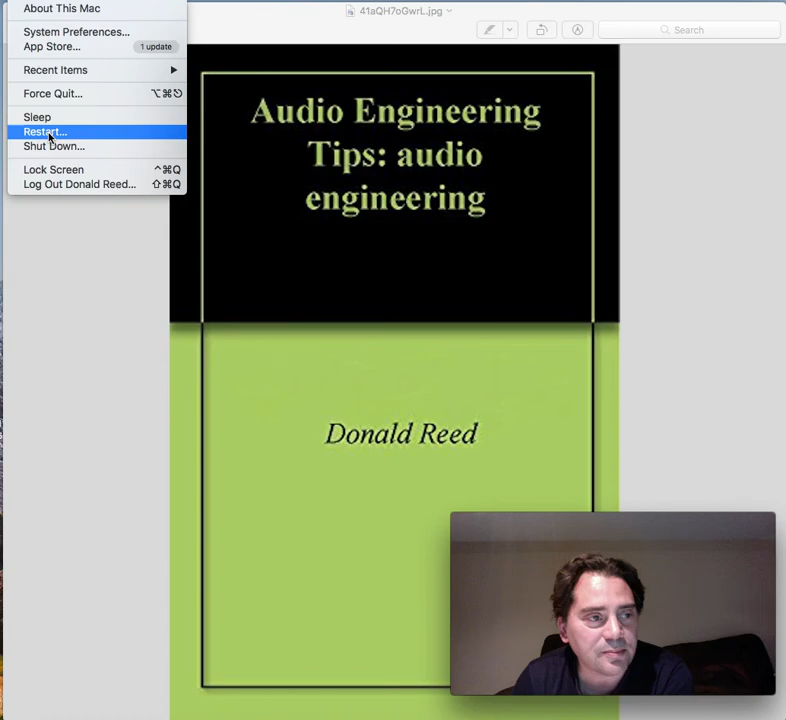 About This Mac
System Preferences...
App Store... 1 update
Recent Items
Force Quit... ⌥⌘⎋
Sleep
Restart...
Shut Down...
Lock Screen ^⌘Q
Log Out Donald Reed... ⇧⌘Q
41aQH7oGwrL.jpg
Search
Audio Engineering
Tips: audio
engineering
Donald Reed